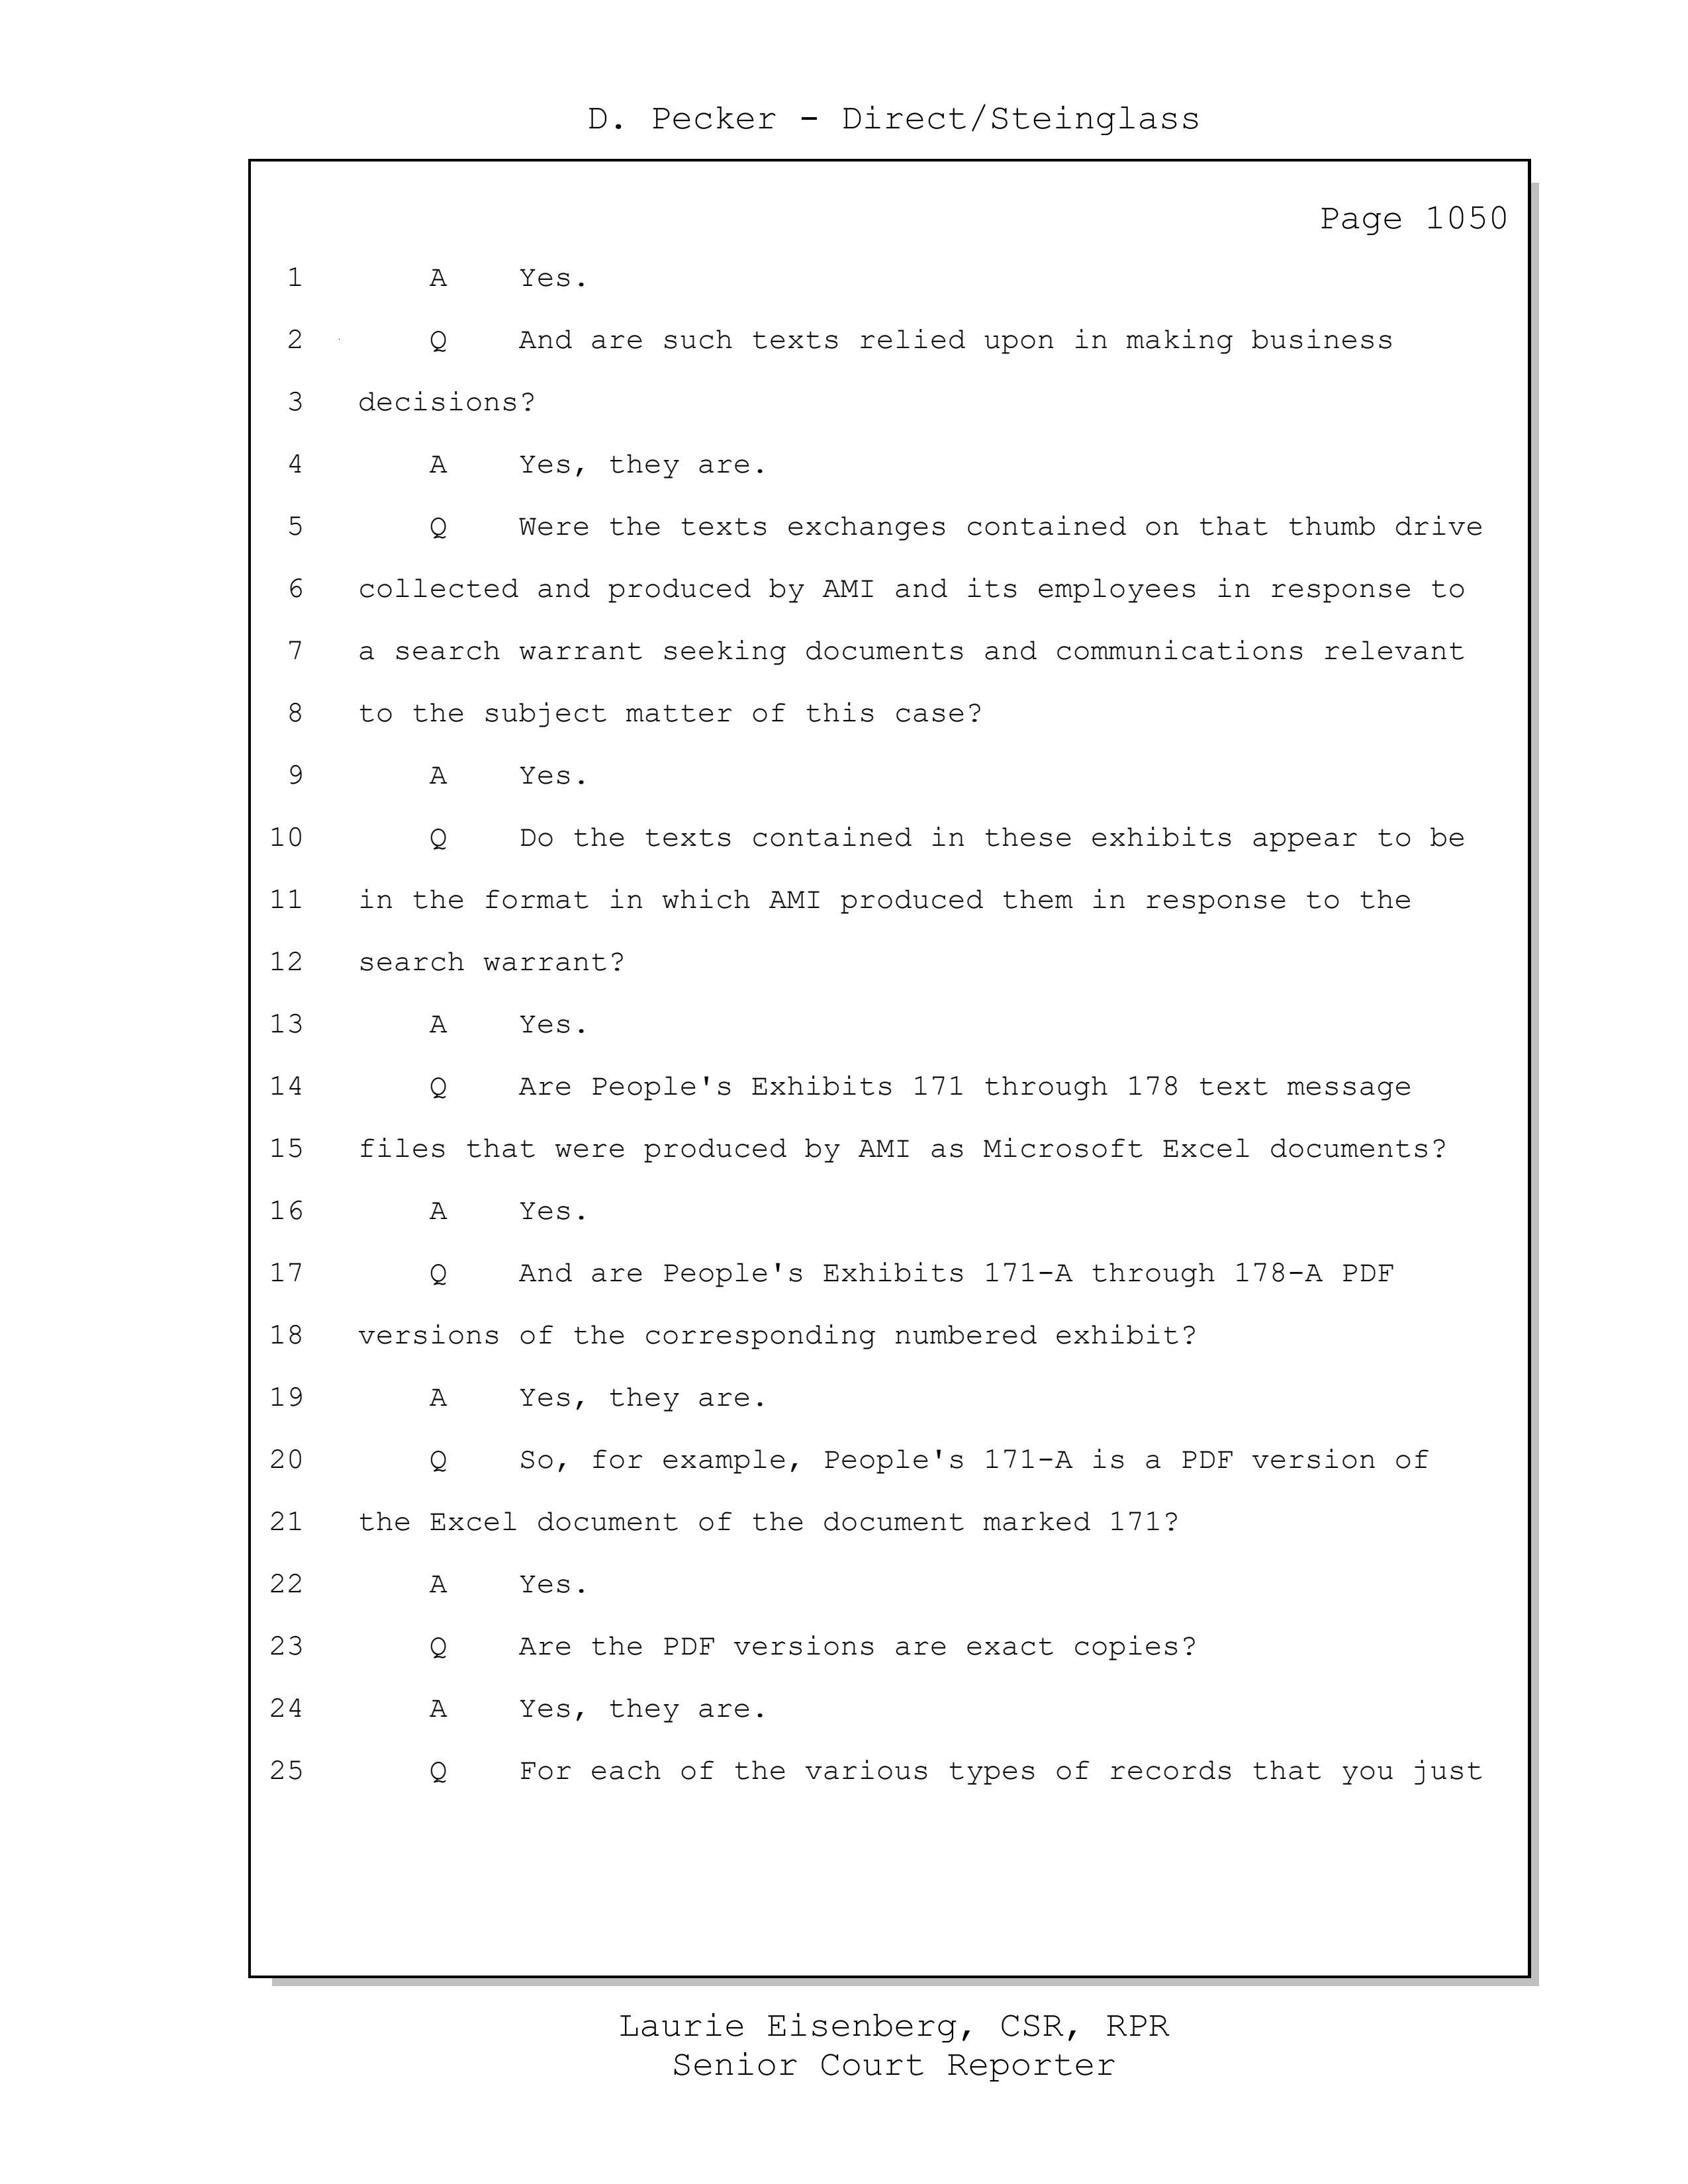 D. Pecker - Direct/Steinglass
Page 1050
1 A Yes.
2 Q And are such texts relied upon in making business
3 decisions?
4 A Yes, they are.
5 Q Were the texts exchanges contained on that thumb drive
6 collected and produced by AMI and its employees in response to
7 a search warrant seeking documents and communications relevant
8 to the subject matter of this case?
9 A Yes.
10 Q Do the texts contained in these exhibits appear to be
11 in the format in which AMI produced them in response to the
12 search warrant?
13 A Yes.
14 Q Are People's Exhibits 171 through 178 text message
15 files that were produced by AMI as Microsoft Excel documents?
16 A Yes.
17 Q And are People's Exhibits 171-A through 178-A PDF
18 versions of the corresponding numbered exhibit?
19 A Yes, they are.
20 Q So, for example, People's 171-A is a PDF version of
21 the Excel document of the document marked 171?
22 A Yes.
23 Q Are the PDF versions are exact copies?
24 A Yes, they are.
25 Q For each of the various types of records that you just
Laurie Eisenberg, CSR, RPR
Senior Court Reporter